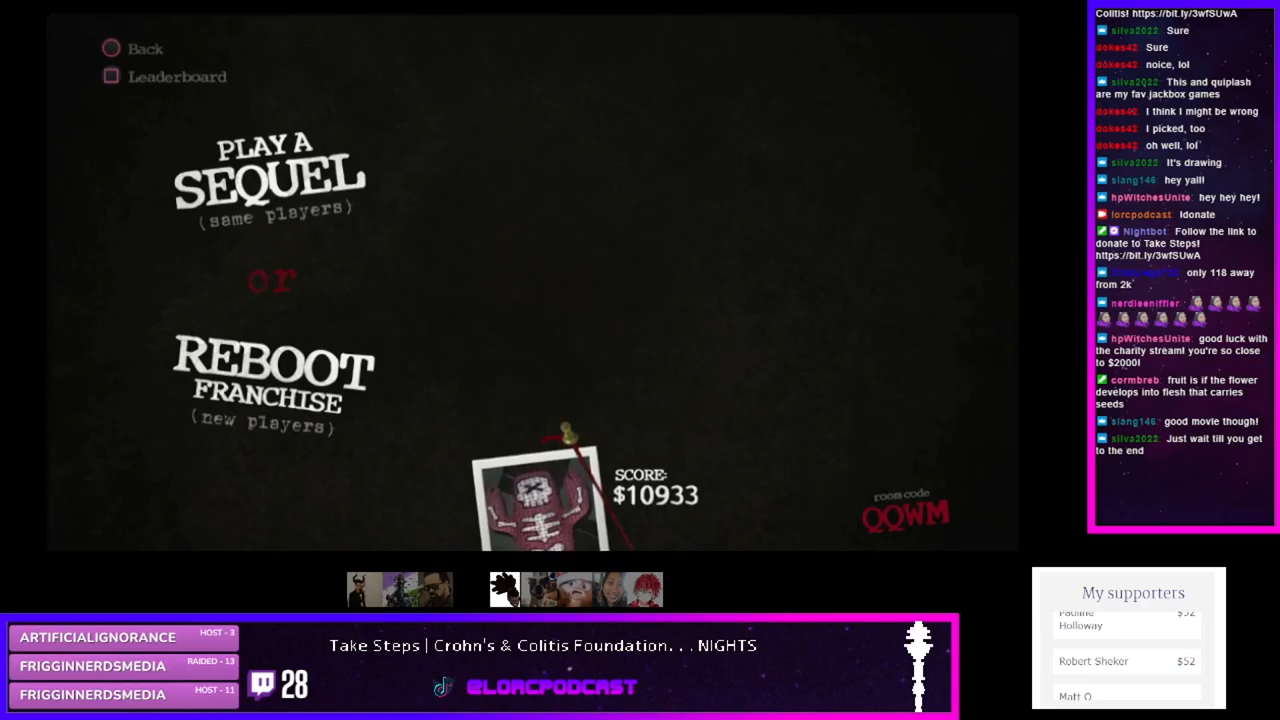 Back
Leaderboard
PLAY A
SEQUEL
(same players)
or
REBOOT
FRANCHISE
(new players)
SCORE:
$10933
room code
QQWM
Colitis! https://bit.ly/3wfSUwA
silva2022: Sure
dokes42: Sure
dokes42: noice, lol
silva2022: This and quiplash
are my fav jackbox games
dokes42: I think I might be wrong
dokes42: I picked, too
dokes42: oh well, lol
silva2022: It's drawing
slang146: hey yall!
hpWitchesUnite: hey hey hey!
lorcpodcast: !donate
Nightbot: Follow the link to
donate to Take Steps!
https://bit.ly/3wfSUwA
only 118 away
from 2k
nerdleeniffler:
hpWitchesUnite: good luck with
the charity stream! you're so close
to $2000!
cormbreb: fruit is if the flower
develops into flesh that carries
seeds
slang146: good movie though!
silva2022: Just wait till you get
to the end
My supporters
Pauline $52
Holloway
Robert Sheker $52
Matt O
ARTIFICIALIGNORANCE HOST - 3
FRIGGINNERDSMEDIA RAIDED - 13
FRIGGINNERDSMEDIA HOST - 11
28
Take Steps | Crohn's & Colitis Foundation. . . NIGHTS
@LORCPODCAST